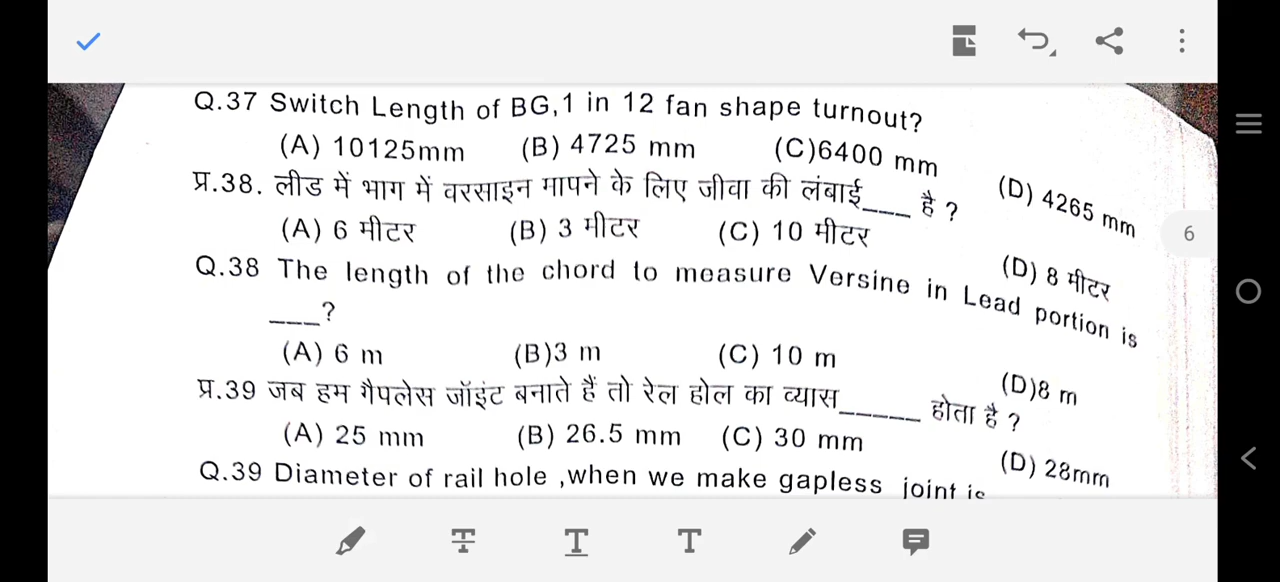 Q.37 Switch Length of BG,1 in 12 fan shape turnout?
(A) 10125mm (B) 4725 mm (C)6400 mm (D) 4265 mm
प्र.38. लीड में भाग में वरसाइन मापने के लिए जीवा की लंबाई___ है ?
(A) 6 मीटर (B) 3 मीटर (C) 10 मीटर (D) 8 मीटर
6
Q.38 The length of the chord to measure Versine in Lead portion is
___?
(A) 6 m (B)3 m (C) 10 m (D)8 m
प्र.39 जब हम गैपलेस जॉइंट बनाते हैं तो रेल होल का व्यास_____ होता है ?
(A) 25 mm (B) 26.5 mm (C) 30 mm (D) 28mm
Q.39 Diameter of rail hole ,when we make gapless joint is